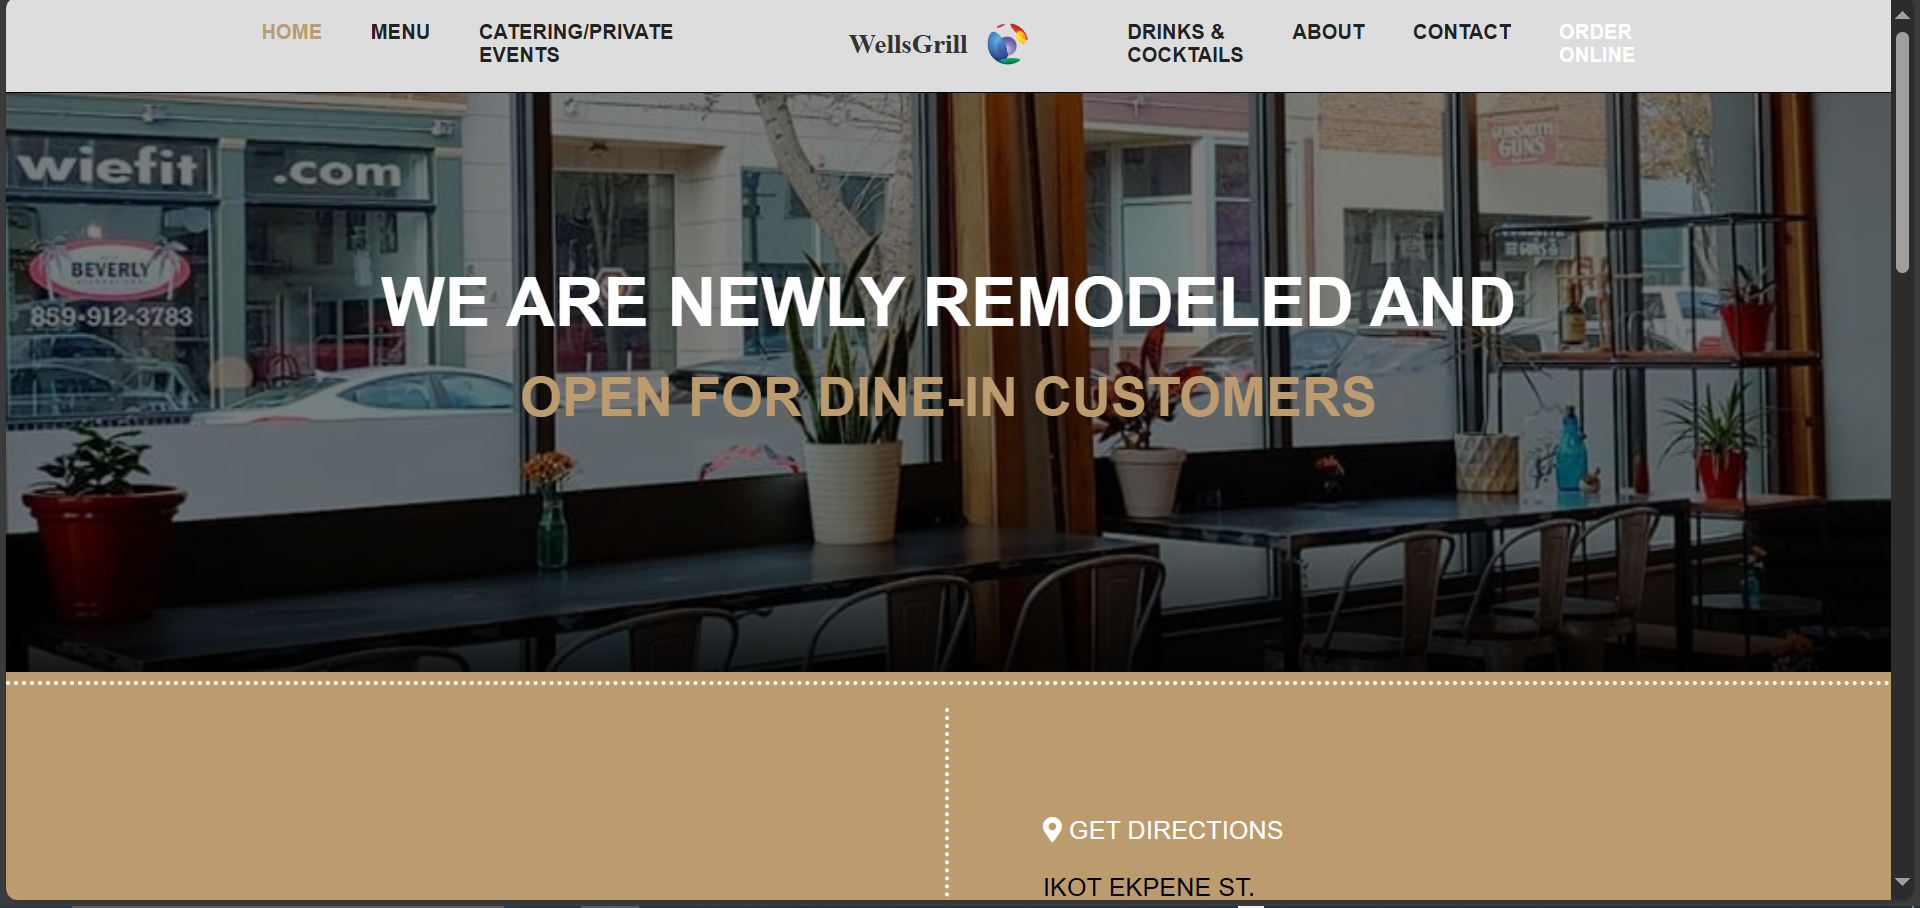 HOME
MENU
CATERING/PRIVATE
EVENTS
WellsGrill
DRINKS &
COCKTAILS
ABOUT
CONTACT
ORDER
ONLINE
wiefit .com
GUNS
BEVERLY
859-912-3783
WE ARE NEWLY REMODELED AND
OPEN FOR DINE-IN CUSTOMERS
GET DIRECTIONS
IKOT EKPENE ST.